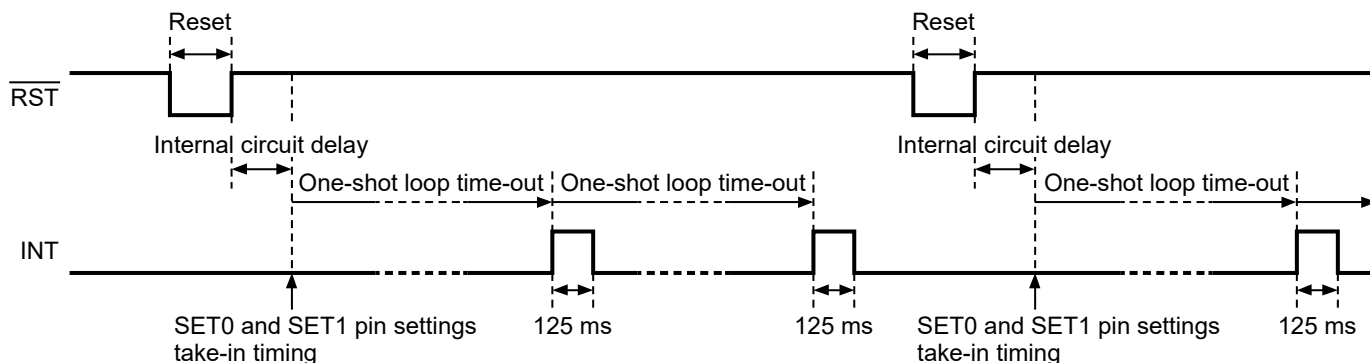 Reset
Reset
RST
Internal circuit delay
Internal circuit delay
One-shot loop time-out
One-shot loop time-out
One-shot loop time-out
INT
SET0 and SET1 pin settings
take-in timing
125 ms
125 ms
SET0 and SET1 pin settings
take-in timing
125 ms